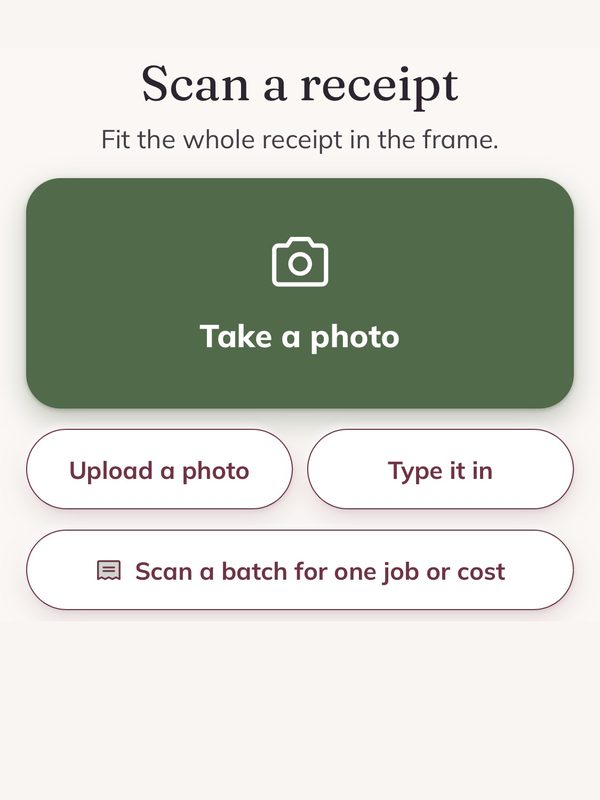 Scan a receipt
Fit the whole receipt in the frame.
Take a photo
Upload a photo
Type it in
Scan a batch for one job or cost